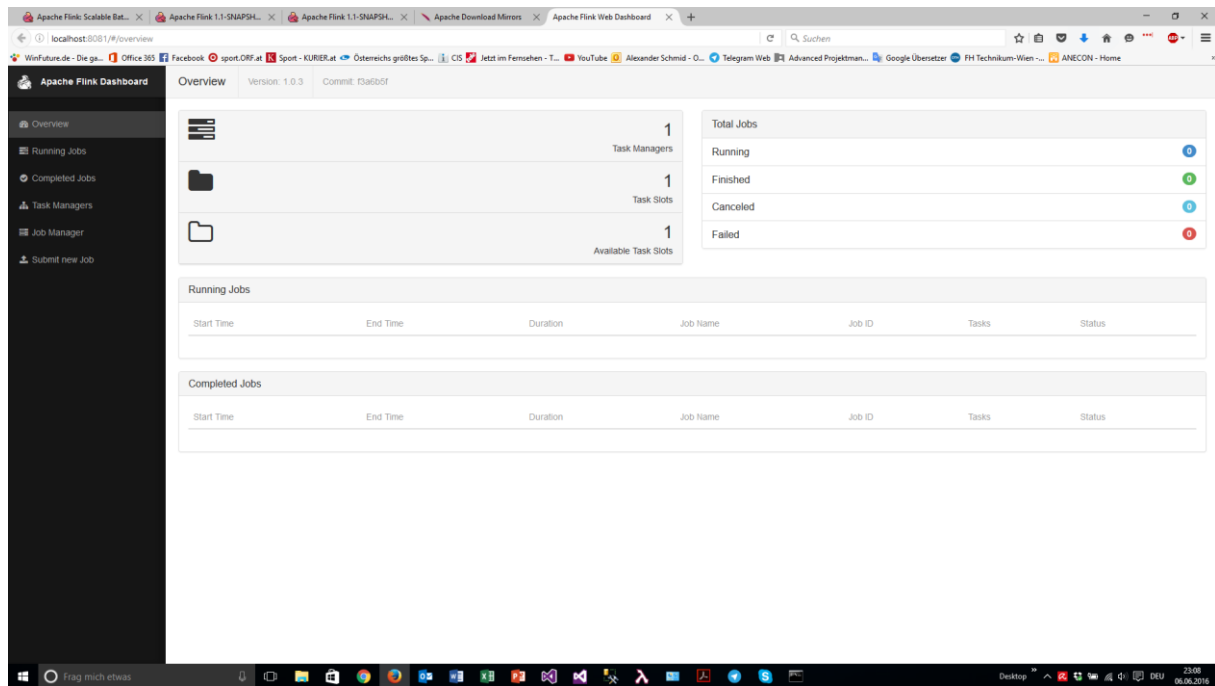 Apache Flink: Scalable Bat... Apache Flink 1.1-SNAPSH... Apache Flink 1.1-SNAPSH... Apache Download Mirrors Apache Flink Web Dashboard
localhost:8081/#/overview Suchen
WinFuture.de - Die ga... Office 365 Facebook sport.ORF.at Sport - KURIER.at Österreichs größtes Sp... CIS Jetzt im Fernsehen - T... YouTube Alexander Schmid - O... Telegram Web Advanced Projektman... Google Übersetzer FH Technikum-Wien -... ANECON - Home
Apache Flink Dashboard Overview Version: 1.0.3 Commit: f3a6b5f
Overview
Running Jobs
Completed Jobs
Task Managers
Job Manager
Submit new Job
1
Task Managers
1
Task Slots
1
Available Task Slots
Total Jobs
Running 0
Finished 0
Canceled 0
Failed 0
Running Jobs
Start Time End Time Duration Job Name Job ID Tasks Status
Completed Jobs
Start Time End Time Duration Job Name Job ID Tasks Status
Frag mich etwas Desktop DEU 23:08
06.06.2016